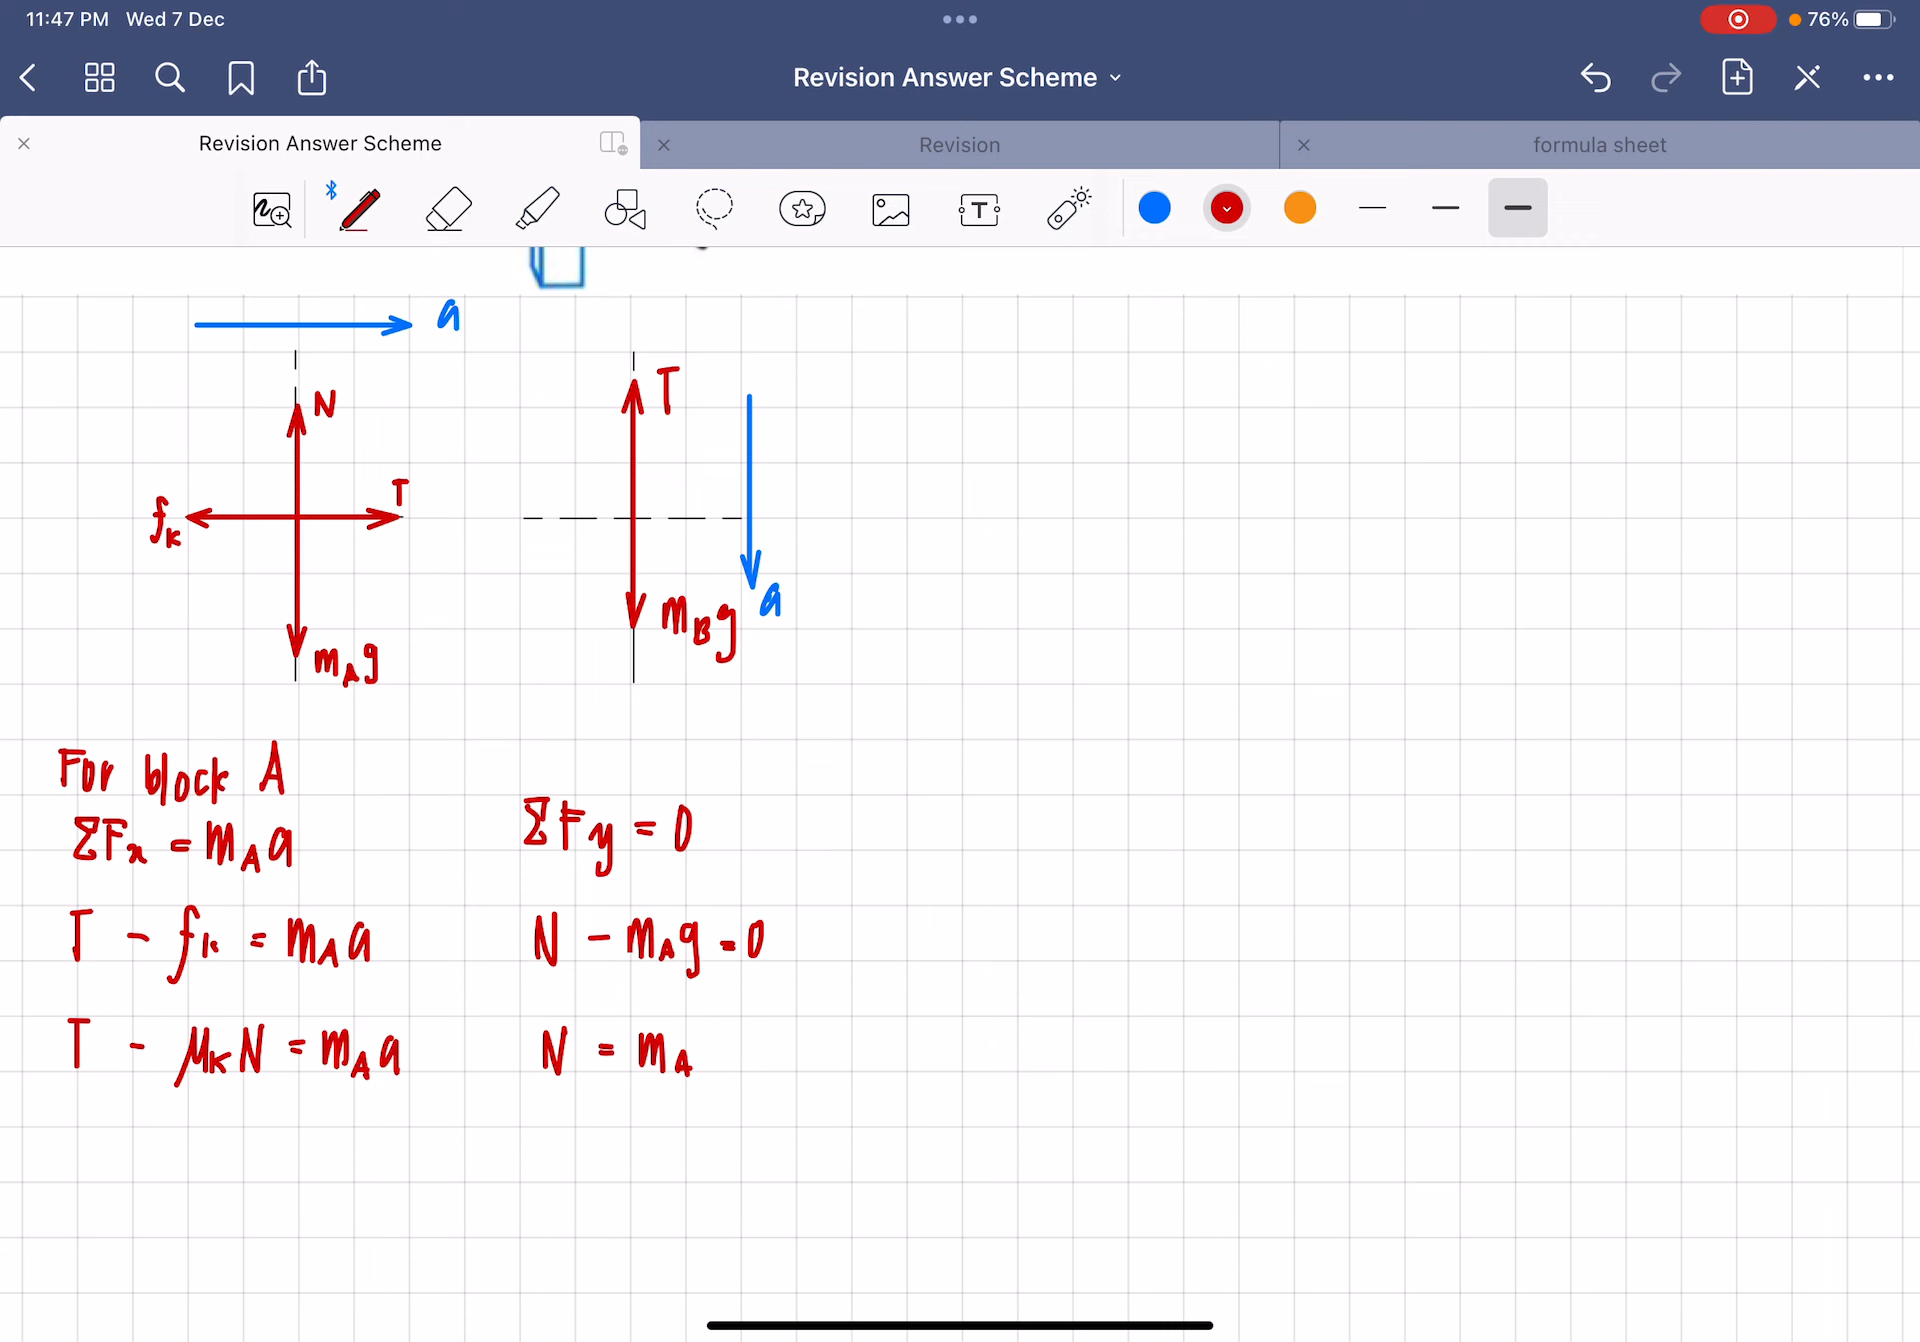 11:47 PM Wed 7 Dec
76%
Revision Answer Scheme
Revision Answer Scheme
Revision
formula sheet
T
a
N
T
fk
T
mAg
mBg
a
For block A
ΣFx = mAa
ΣFy = 0
T - fk = mAa
N - mAg = 0
T - μkN = mAa
N = mA